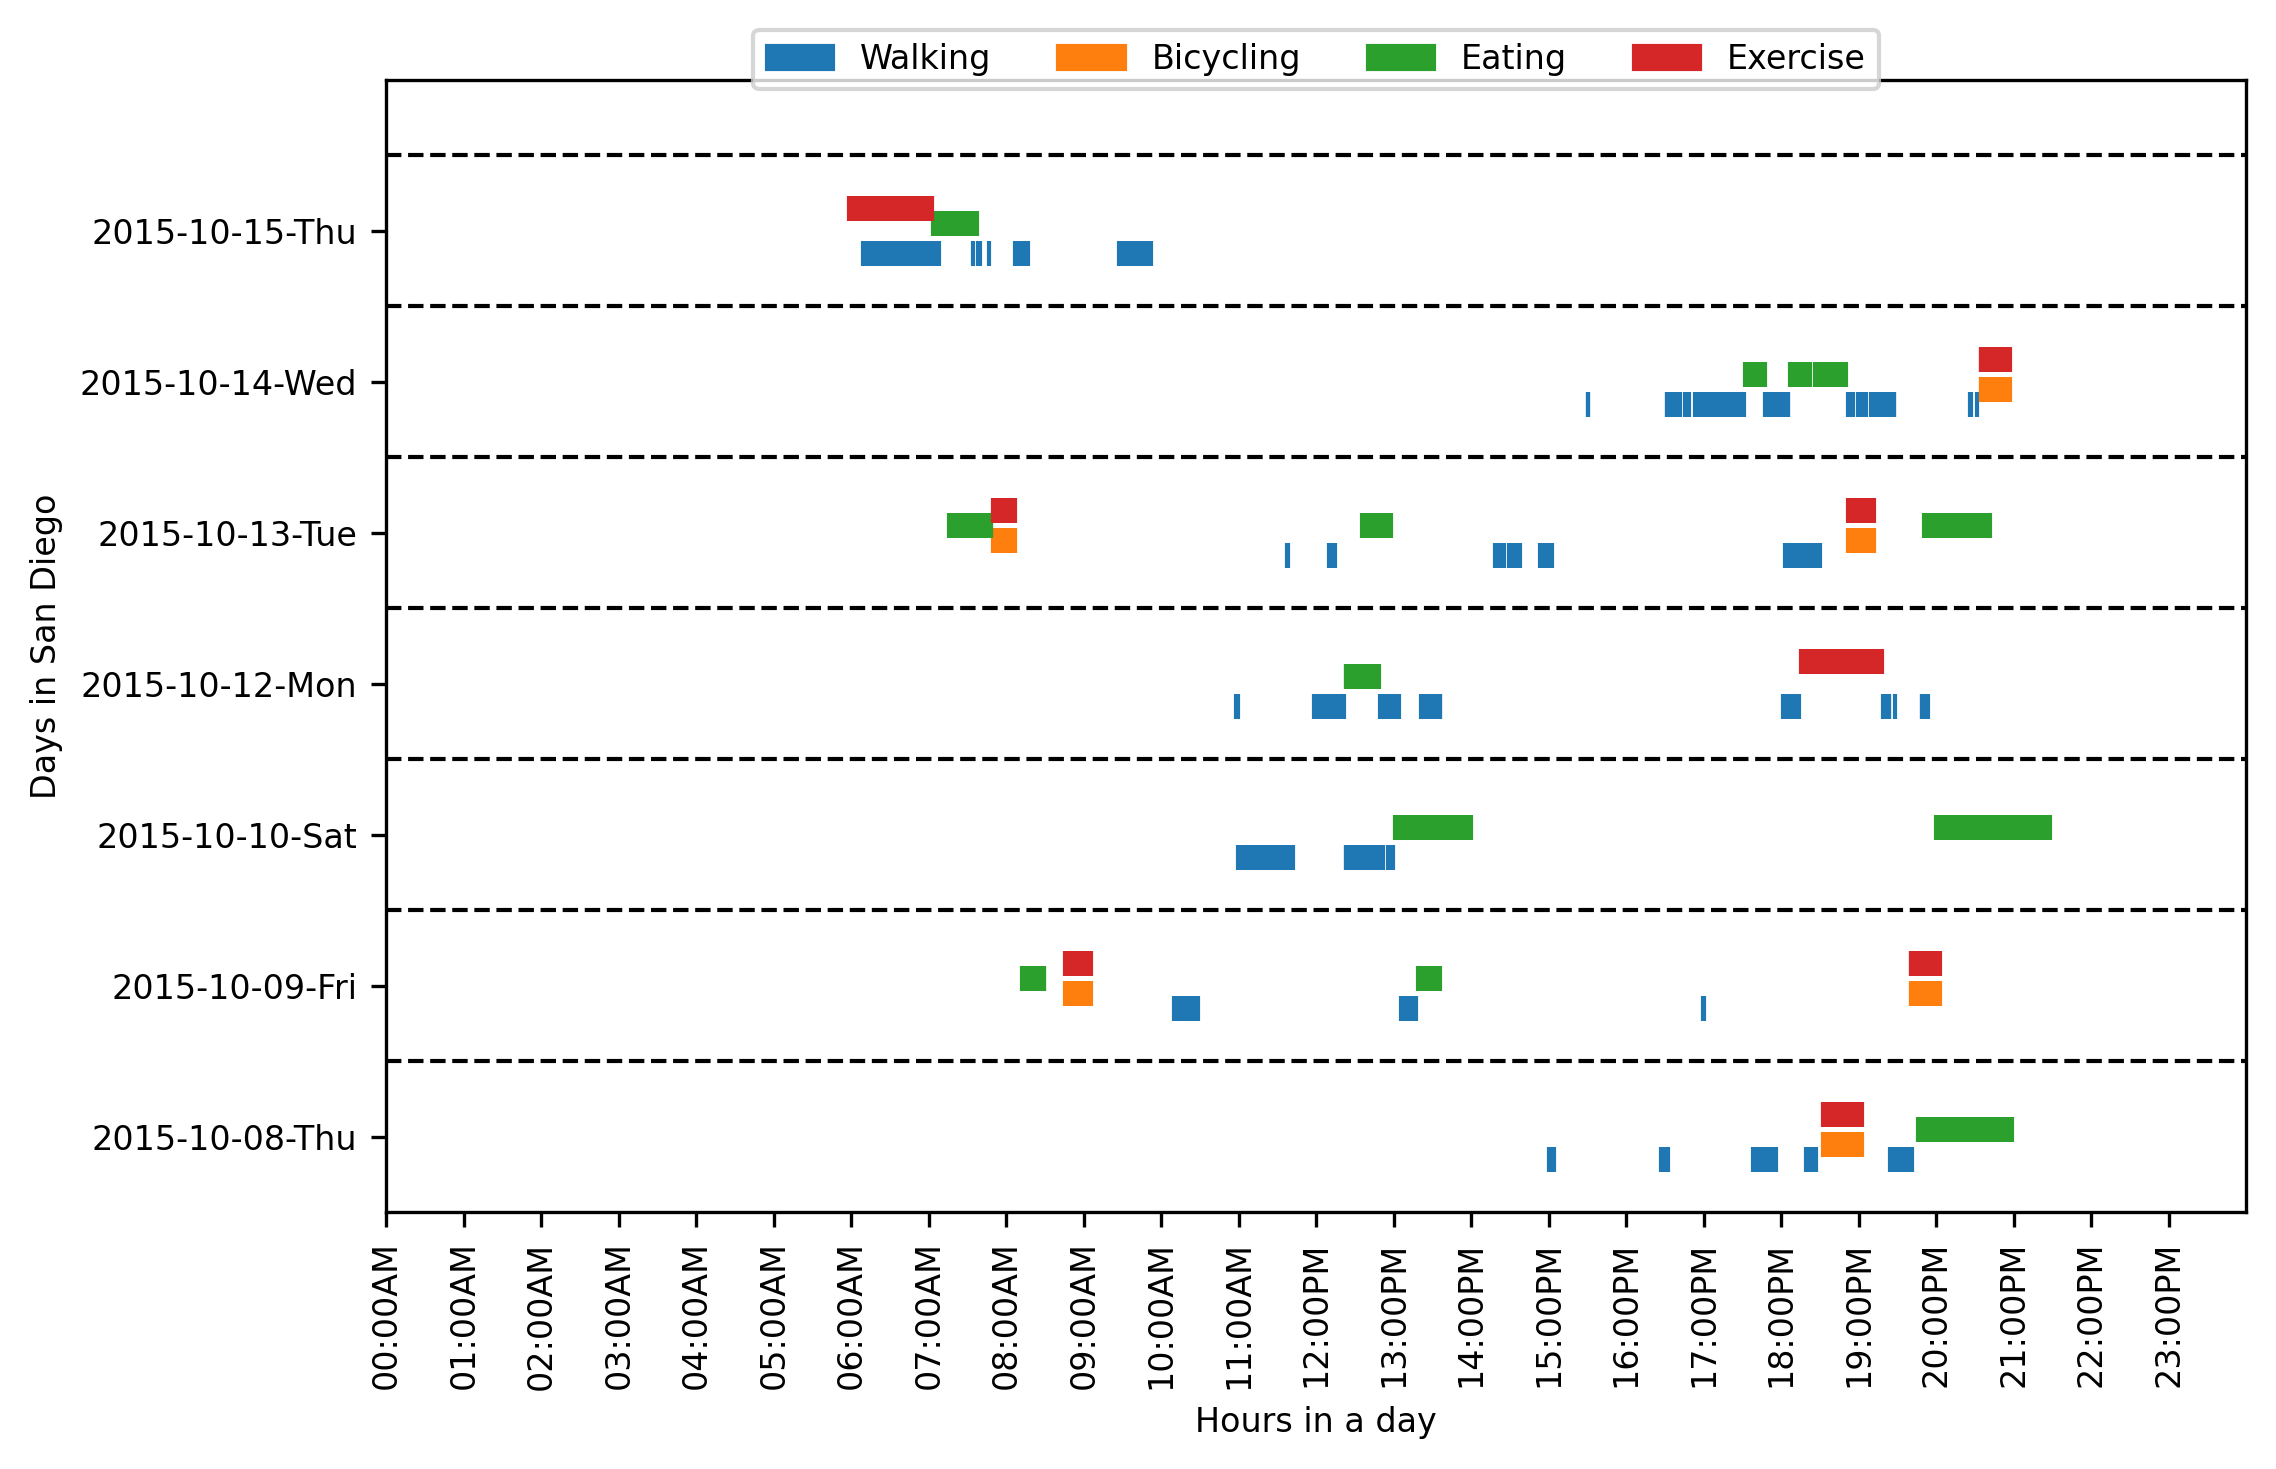 Walking Bicycling Eating Exercise
2015-10-15-Thu
2015-10-14-Wed
2015-10-13-Tue
2015-10-12-Mon
2015-10-10-Sat
2015-10-09-Fri
2015-10-08-Thu
Days in San Diego
00:00AM
01:00AM
02:00AM
03:00AM
04:00AM
05:00AM
06:00AM
07:00AM
08:00AM
09:00AM
10:00AM
11:00AM
12:00PM
13:00PM
14:00PM
15:00PM
16:00PM
17:00PM
18:00PM
19:00PM
20:00PM
21:00PM
22:00PM
23:00PM
Hours in a day